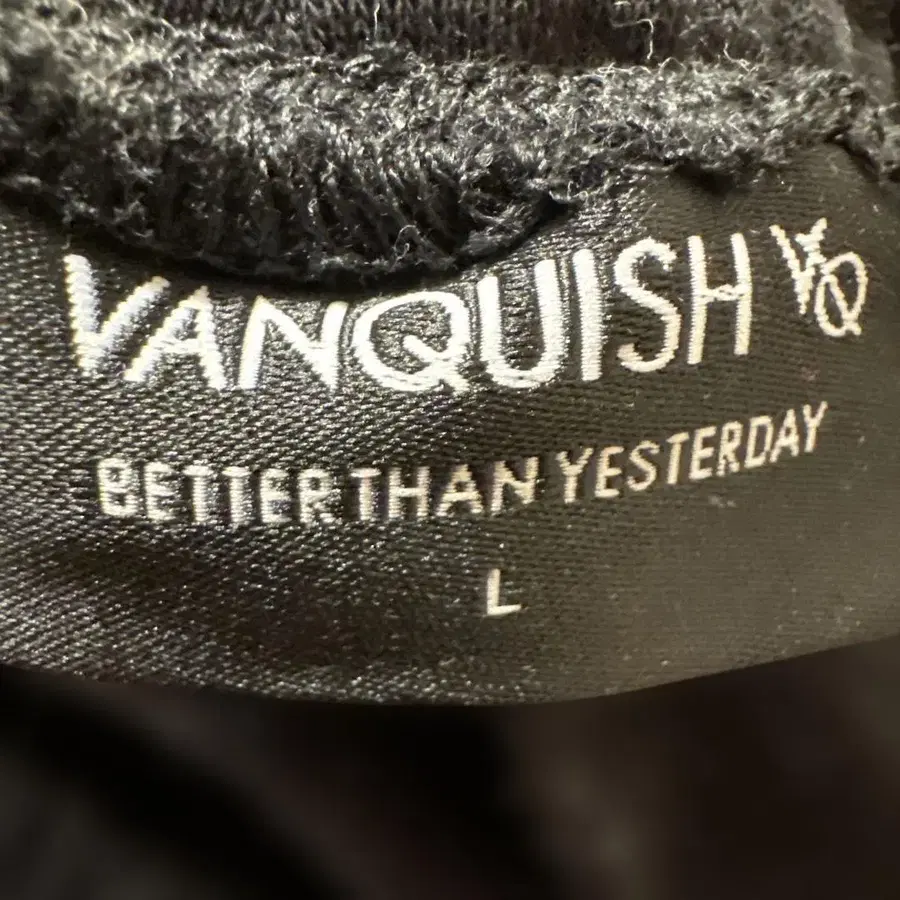 VANQUISH VQ
BETTER THAN YESTERDAY
L